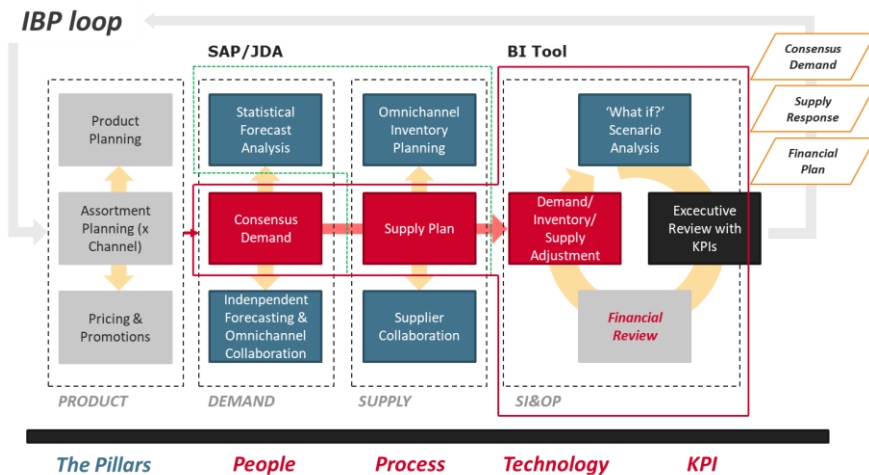 IBP loop
SAP/JDA
BI Tool
Consensus
Demand
Supply
Response
Financial
Plan
Product
Planning
Assortment
Planning (x
Channel)
Pricing &
Promotions
PRODUCT
Statistical
Forecast
Analysis
Consensus
Demand
Indenpendent
Forecasting &
Omnichannel
Collaboration
DEMAND
Omnichannel
Inventory
Planning
Supply Plan
Supplier
Collaboration
SUPPLY
‘What if?’
Scenario
Analysis
Demand/
Inventory/
Supply
Adjustment
Excecutive
Review with
KPIs
Financial
Review
SI&OP
The Pillars
People
Process
Technology
KPI